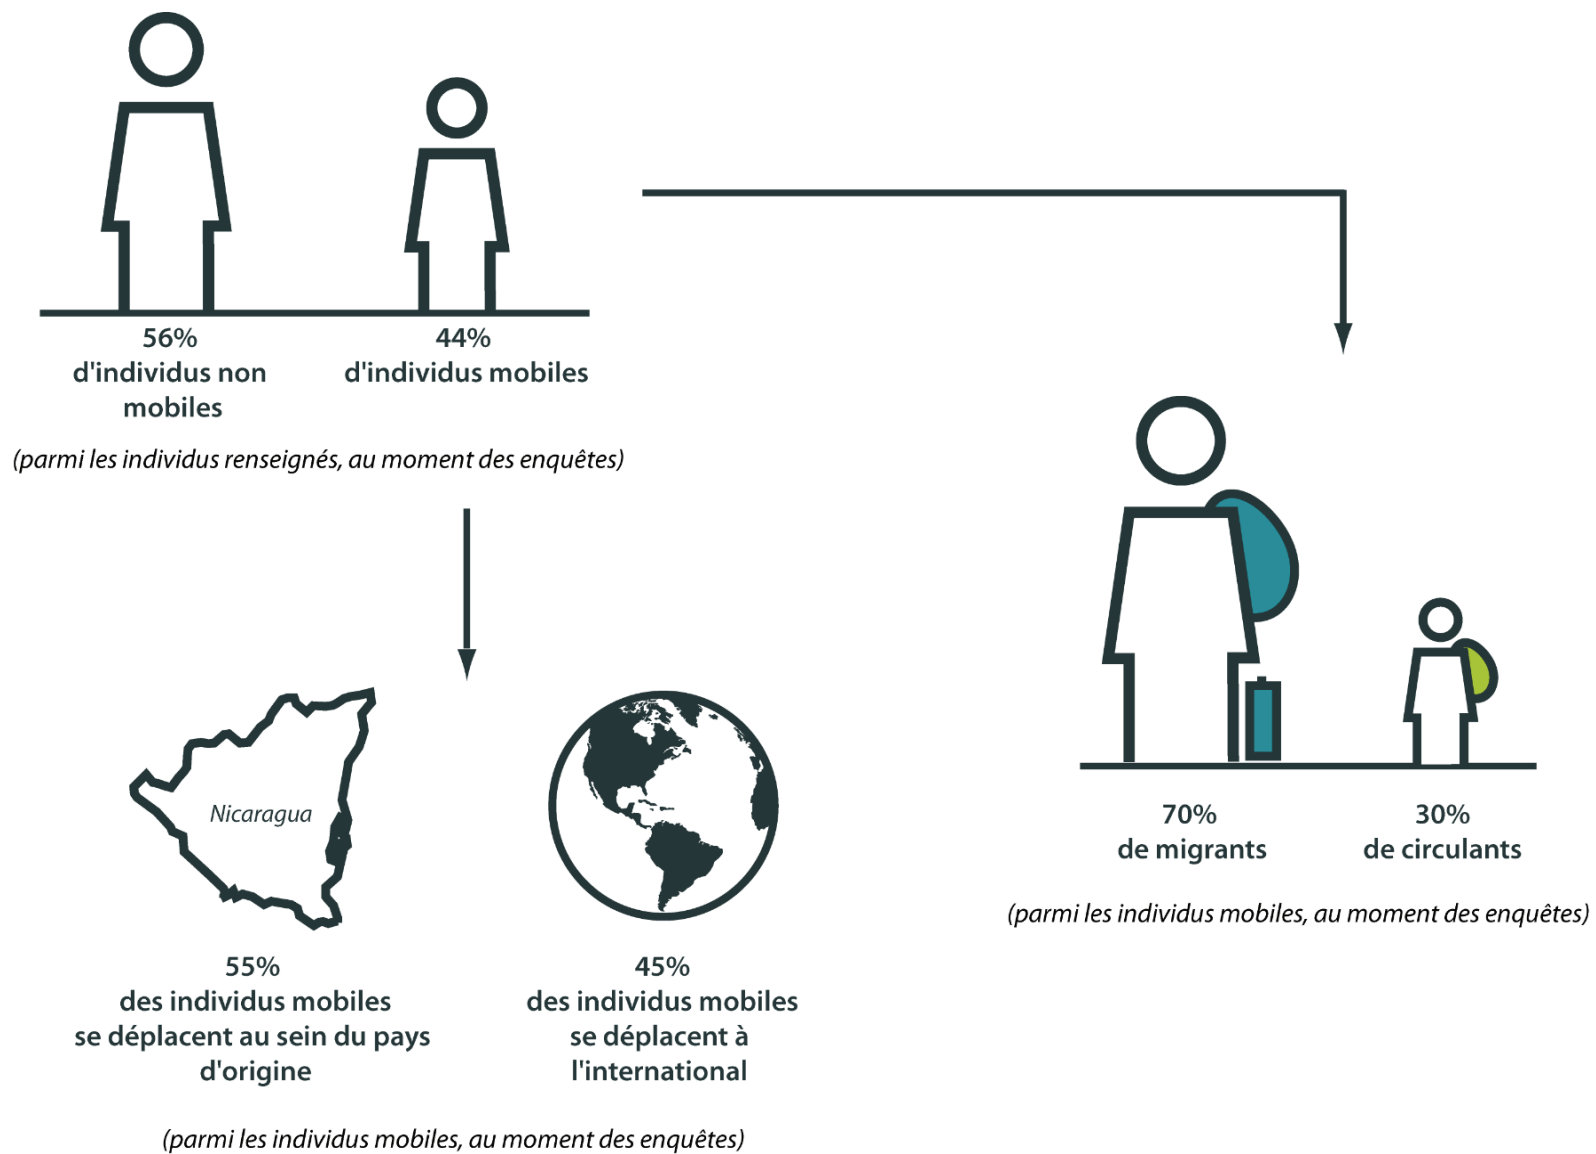 56%
d'individus non
mobiles
44%
d'individus mobiles
(parmi les individus renseignés, au moment des enquêtes)
Nicaragua
55%
des individus mobiles
se déplacent au sein du pays
d'origine
45%
des individus mobiles
se déplacent à
l'international
(parmi les individus mobiles, au moment des enquêtes)
70%
de migrants
30%
de circulants
(parmi les individus mobiles, au moment des enquêtes)